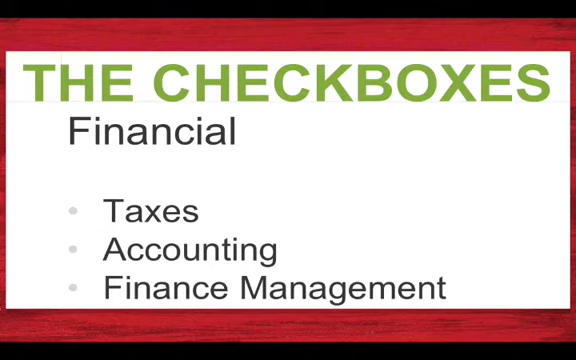 THE CHECKBOXES
Financial
• Taxes
• Accounting
• Finance Management